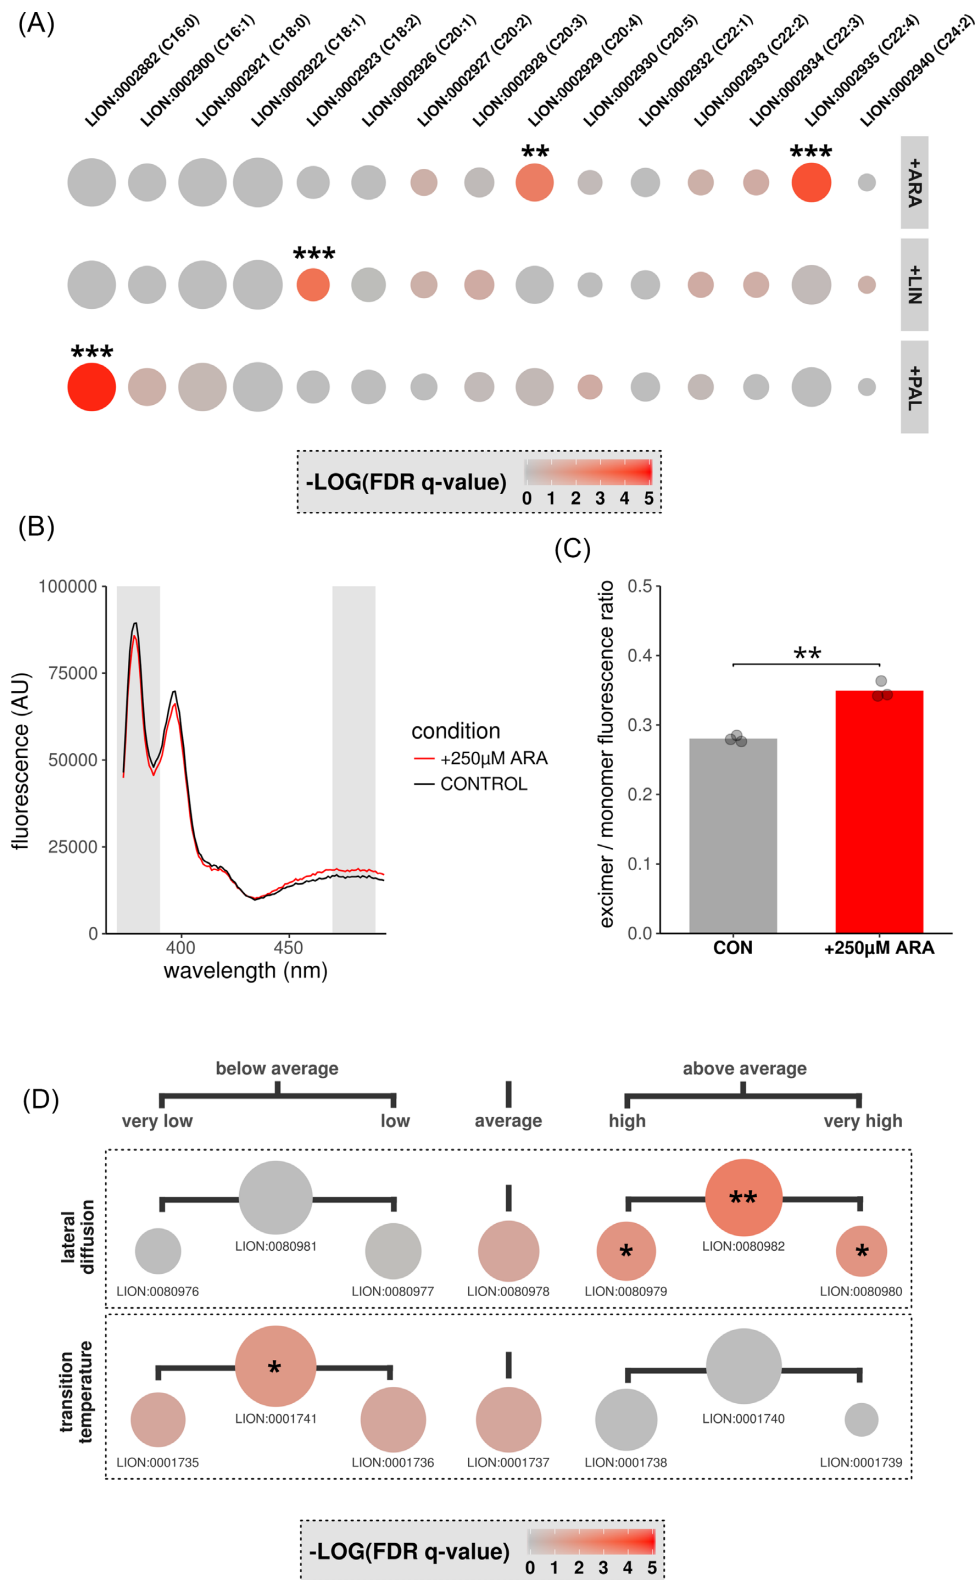 (A)
LION:0002882 (C16:0)
LION:0002900 (C16:1)
LION:0002921 (C18:0)
LION:0002922 (C18:1)
LION:0002923 (C18:2)
LION:0002926 (C20:1)
LION:0002927 (C20:2)
LION:0002928 (C20:3)
LION:0002929 (C20:4)
LION:0002930 (C20:5)
LION:0002932 (C22:1)
LION:0002933 (C22:2)
LION:0002934 (C22:3)
LION:0002935 (C22:4)
LION:0002940 (C24:2)
** ***
+ARA
***
+LIN
***
+PAL
-LOG(FDR q-value)
0 1 2 3 4 5
(B)
100000
75000
50000
25000
0
fluorescence (AU)
400 450
wavelength (nm)
condition
+250µM ARA
CONTROL
(C)
0.5
0.4
0.3
0.2
0.1
0.0
excimer / monomer fluorescence ratio
**
CON +250µM ARA
(D)
below average above average
very low low average high very high
lateral
diffusion
**
LION:0080981 LION:0080982
* *
LION:0080976 LION:0080977 LION:0080978 LION:0080979 LION:0080980
transition
temperature
*
LION:0001741 LION:0001740
LION:0001735 LION:0001736 LION:0001737 LION:0001738 LION:0001739
-LOG(FDR q-value)
0 1 2 3 4 5